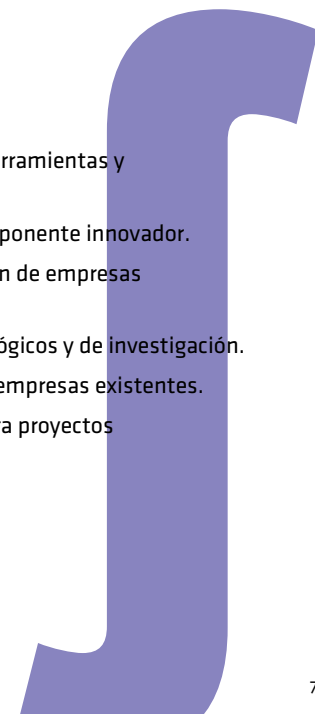 rramientas y
ponente innovador.
n de empresas
ógicos y de investigación.
empresas existentes.
a proyectos
7